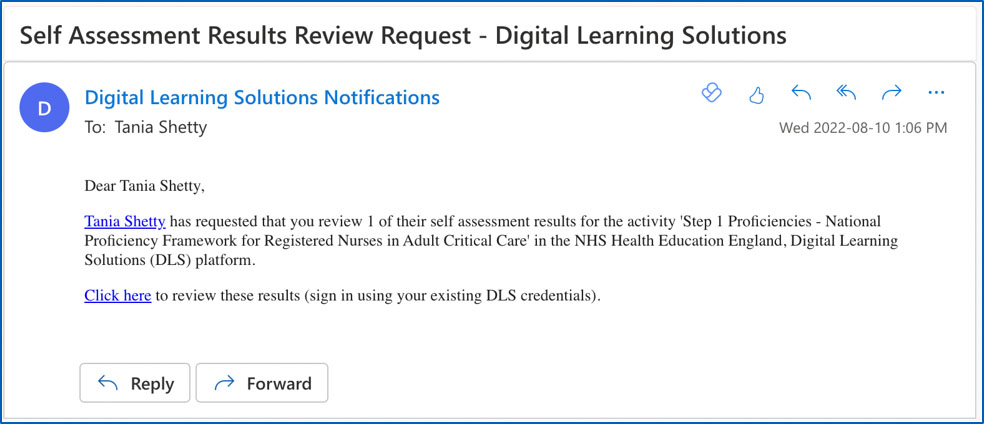 Self Assessment Results Review Request - Digital Learning Solutions
D
Digital Learning Solutions Notifications
To: Tania Shetty
Wed 2022-08-10 1:06 PM
Dear Tania Shetty,
Tania Shetty has requested that you review 1 of their self assessment results for the activity 'Step 1 Proficiencies - National
Proficiency Framework for Registered Nurses in Adult Critical Care' in the NHS Health Education England, Digital Learning
Solutions (DLS) platform.
Click here to review these results (sign in using your existing DLS credentials).
Reply
Forward